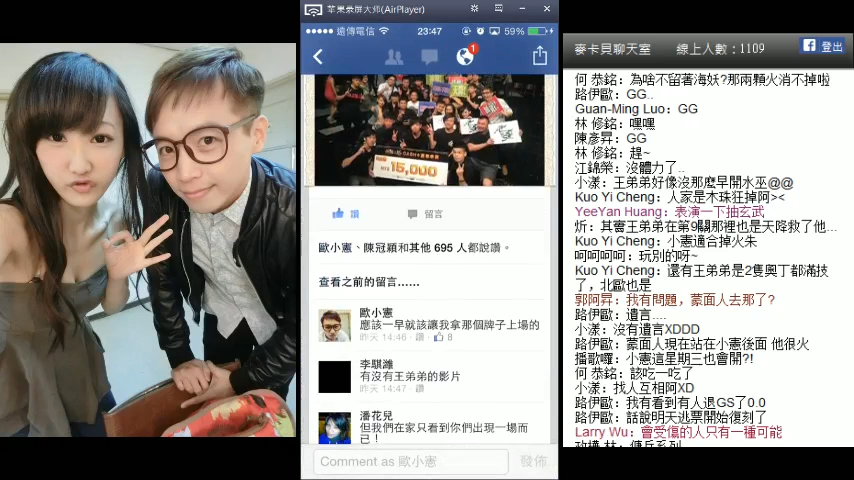 苹果录屏大师(AirPlayer)
遠傳電信
23:47
59%
1
15,000
讚
留言
歐小憲、陳冠穎和其他 695 人都說讚。
查看之前的留言......
歐小憲
應該一早就該讓我拿那個牌子上場的
昨天 14:46 · 讚 · 8
李騏濰
有沒有王弟弟的影片
昨天 14:47 · 讚
潘花兒
但我們在家只看到你們出現一場而
已！
Comment as 歐小憲
發佈
麥卡貝聊天室
線上人數：1109
登出
何 恭銘：為啥不留著海妖?那兩顆火消不掉啦
路伊歐：GG..
Guan-Ming Luo：GG
林 修銘：嘿嘿
陳彥昇：GG
林 修銘：趕~
江錦榮：沒體力了..
小漾：王弟弟好像沒那麼早開水巫@@
Kuo Yi Cheng：人家是木珠狂掉阿><
YeeYan Huang：表演一下抽玄武
炘：其實王弟弟在第9關那裡也是天降救了他...
Kuo Yi Cheng：小憲適合掉火朱
呵呵呵呵：玩別的呀~
Kuo Yi Cheng：還有王弟弟是2隻奧丁都滿技
了，北歐也是
郭阿昇：我有問題，蒙面人去那了?
路伊歐：遺言....
小漾：沒有遺言XDDD
路伊歐：蒙面人現在站在小憲後面 他很火
播歌囉：小憲這星期三也會開?!
何 恭銘：該吃一吃了
小漾：找人互相阿XD
路伊歐：我有看到有人退GS了0.0
路伊歐：話說明天逃票開始復刻了
Larry Wu：會受傷的人只有一種可能